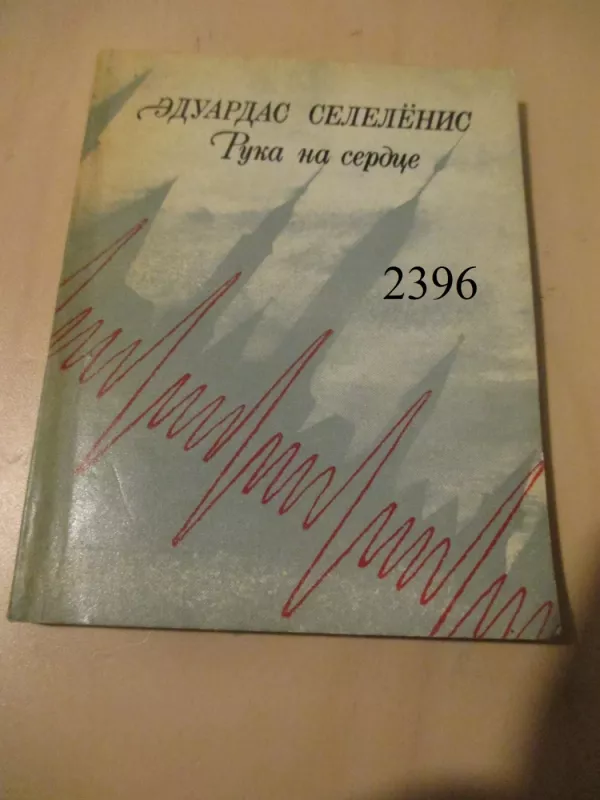 ЭДУАРДАС СЕЛЕЛЁНИС
Рука на сердце
2396